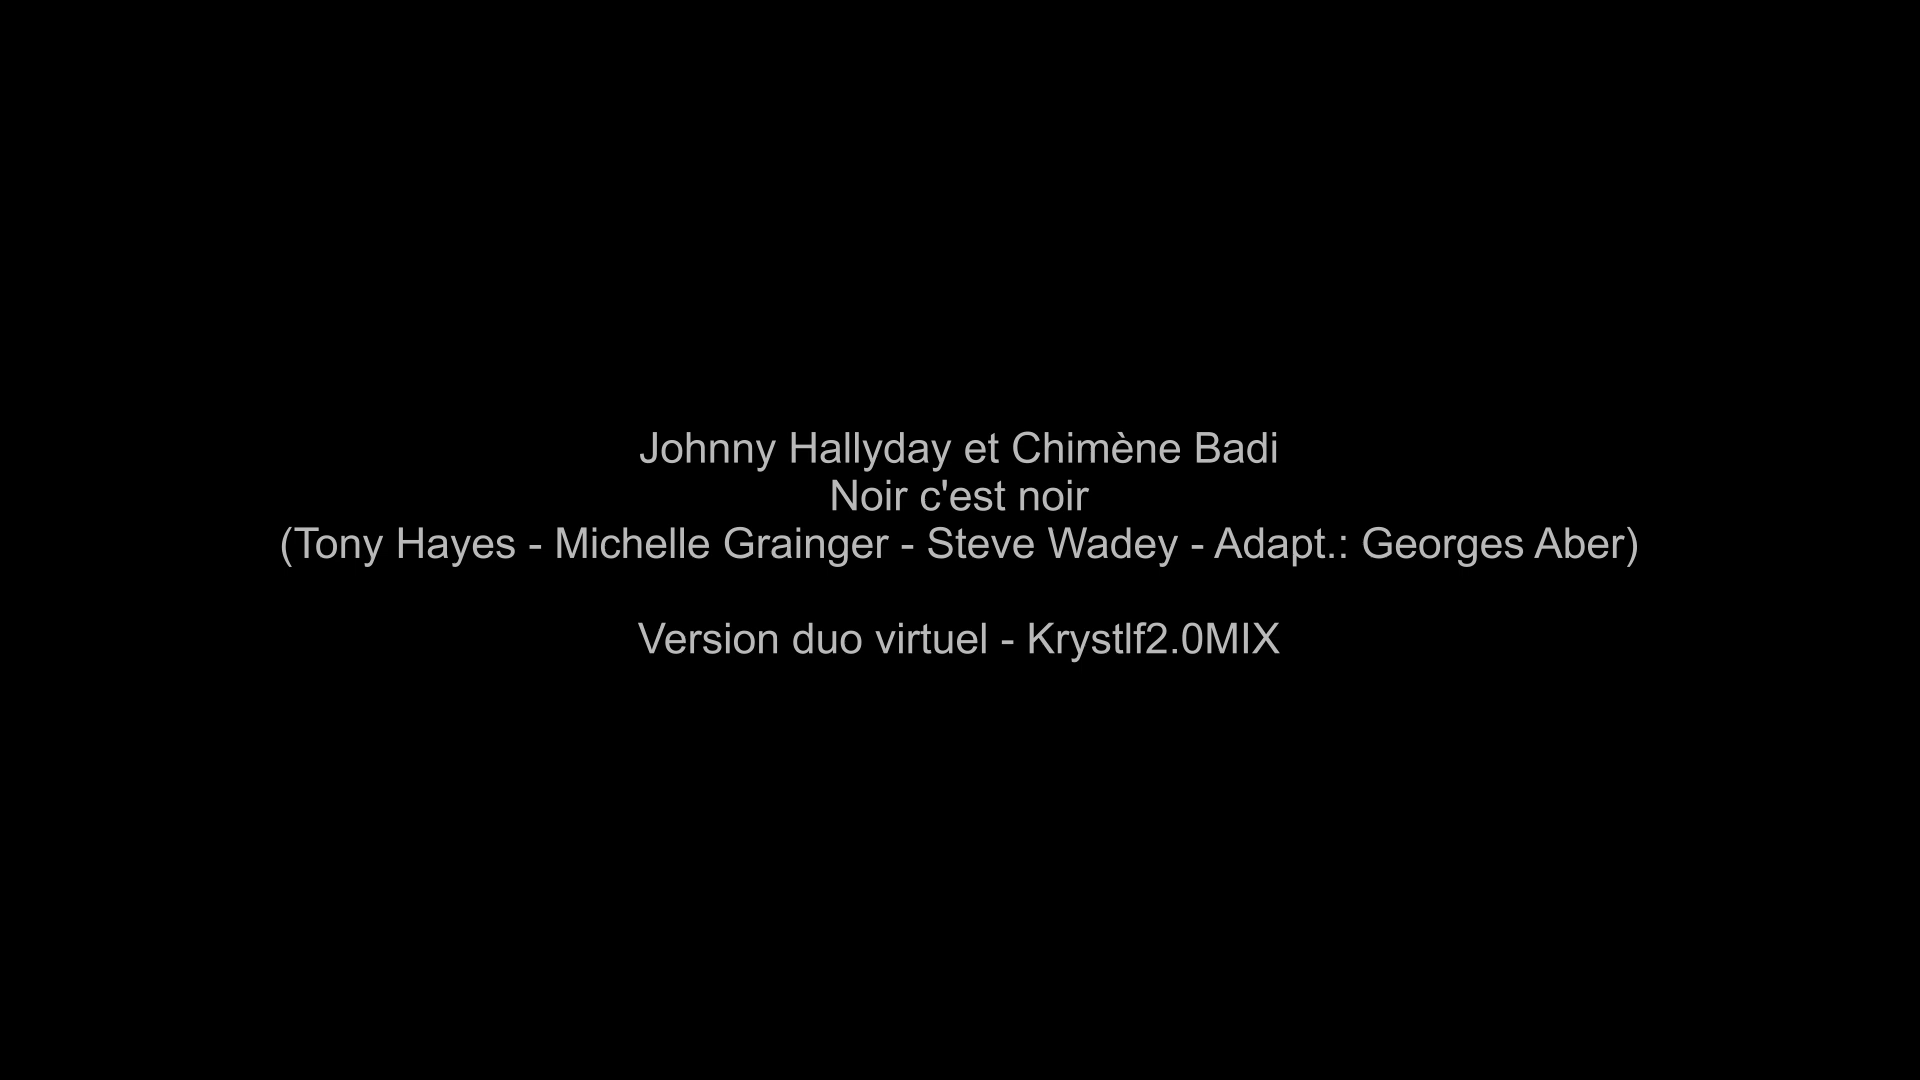 Johnny Hallyday et Chimène Badi
Noir c'est noir
(Tony Hayes - Michelle Grainger - Steve Wadey - Adapt.: Georges Aber)
Version duo virtuel - Krystlf2.0MIX